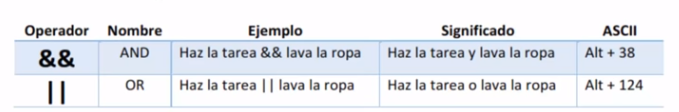 Operador Nombre Ejemplo Significado ASCII
&& AND Haz la tarea && lava la ropa Haz la tarea y lava la ropa Alt + 38
|| OR Haz la tarea || lava la ropa Haz la tarea o lava la ropa Alt + 124